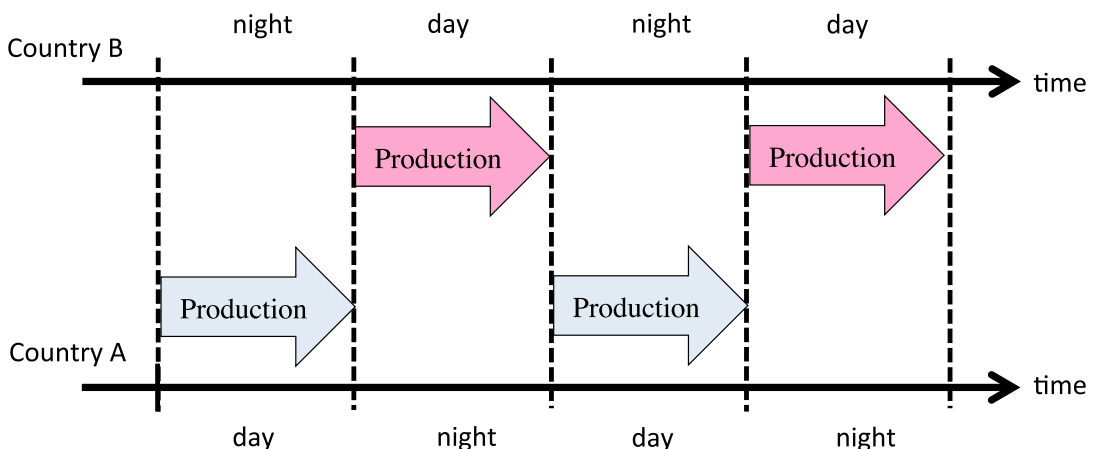 night day night day
Country B
time
Production Production
Production Production
Country A
time
day night day night